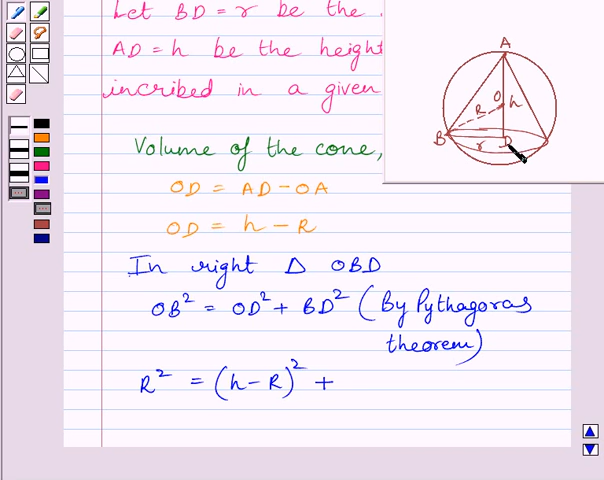 Let BD = r be the
AD = h be the height
incribed in a given
Volume of the cone,
OD = AD - OA
OD = h - R
In right Δ OBD
OB² = OD² + BD² (By Pythagoras
theorem)
R² = (h - R)² +
A
O
R
h
B
r
D